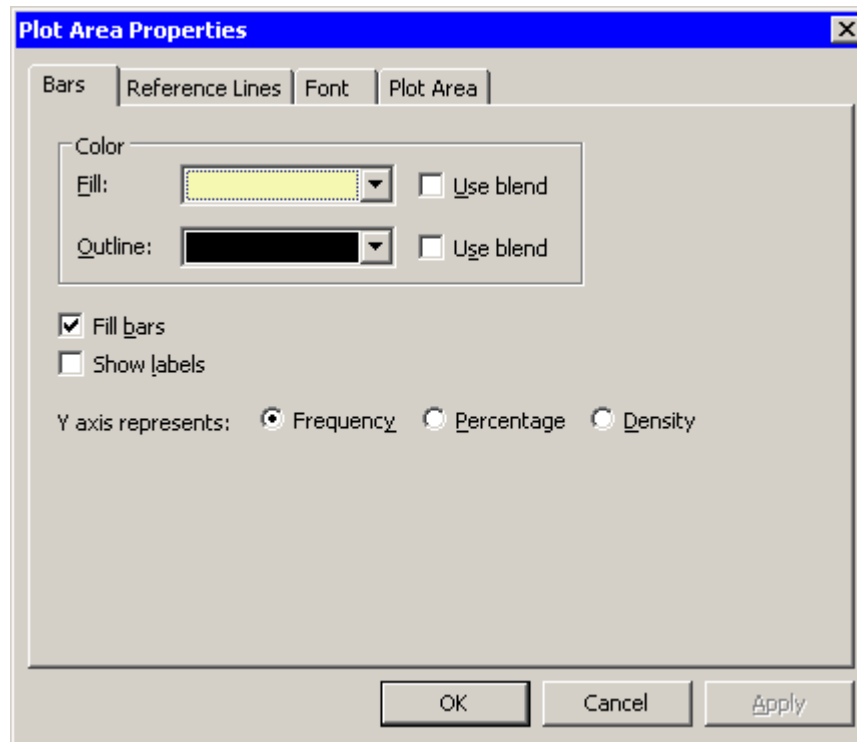 Plot Area Properties
Bars Reference Lines Font Plot Area
Color
Fill: Use blend
Outline: Use blend
Fill bars
Show labels
Y axis represents: Frequency Percentage Density
OK Cancel Apply